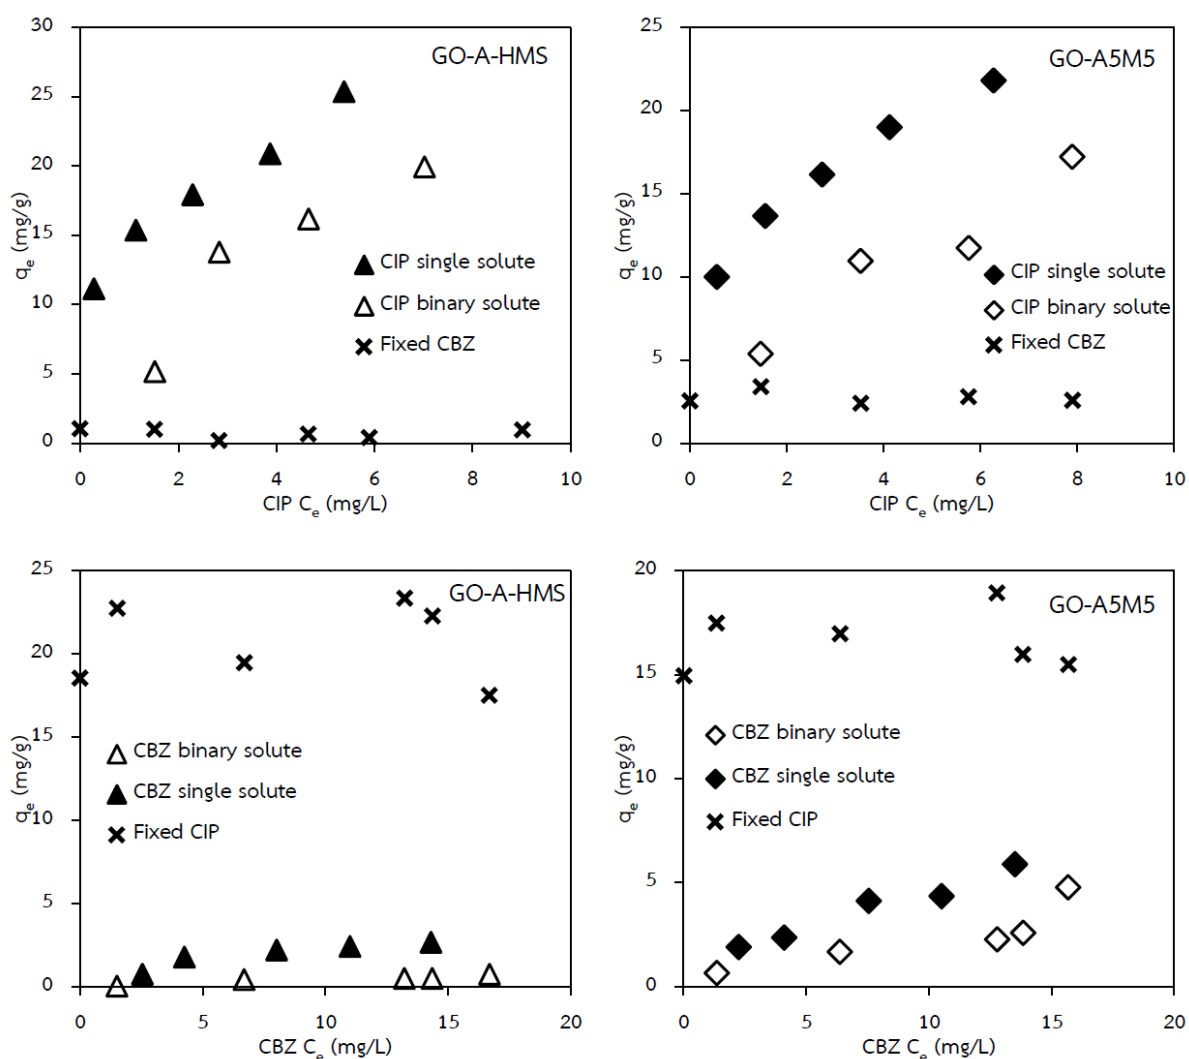 GO-A-HMS
30
25
20
15
10
5
0
qe (mg/g)
CIP single solute
CIP binary solute
Fixed CBZ
0 2 4 6 8 10
CIP Ce (mg/L)
GO-A5M5
25
20
15
10
5
0
qe (mg/g)
CIP single solute
CIP binary solute
Fixed CBZ
0 2 4 6 8 10
CIP Ce (mg/L)
GO-A-HMS
25
20
15
10
5
0
qe (mg/g)
CBZ binary solute
CBZ single solute
Fixed CIP
0 5 10 15 20
CBZ Ce (mg/L)
GO-A5M5
20
15
10
5
0
qe (mg/g)
CBZ binary solute
CBZ single solute
Fixed CIP
0 5 10 15 20
CBZ Ce (mg/L)